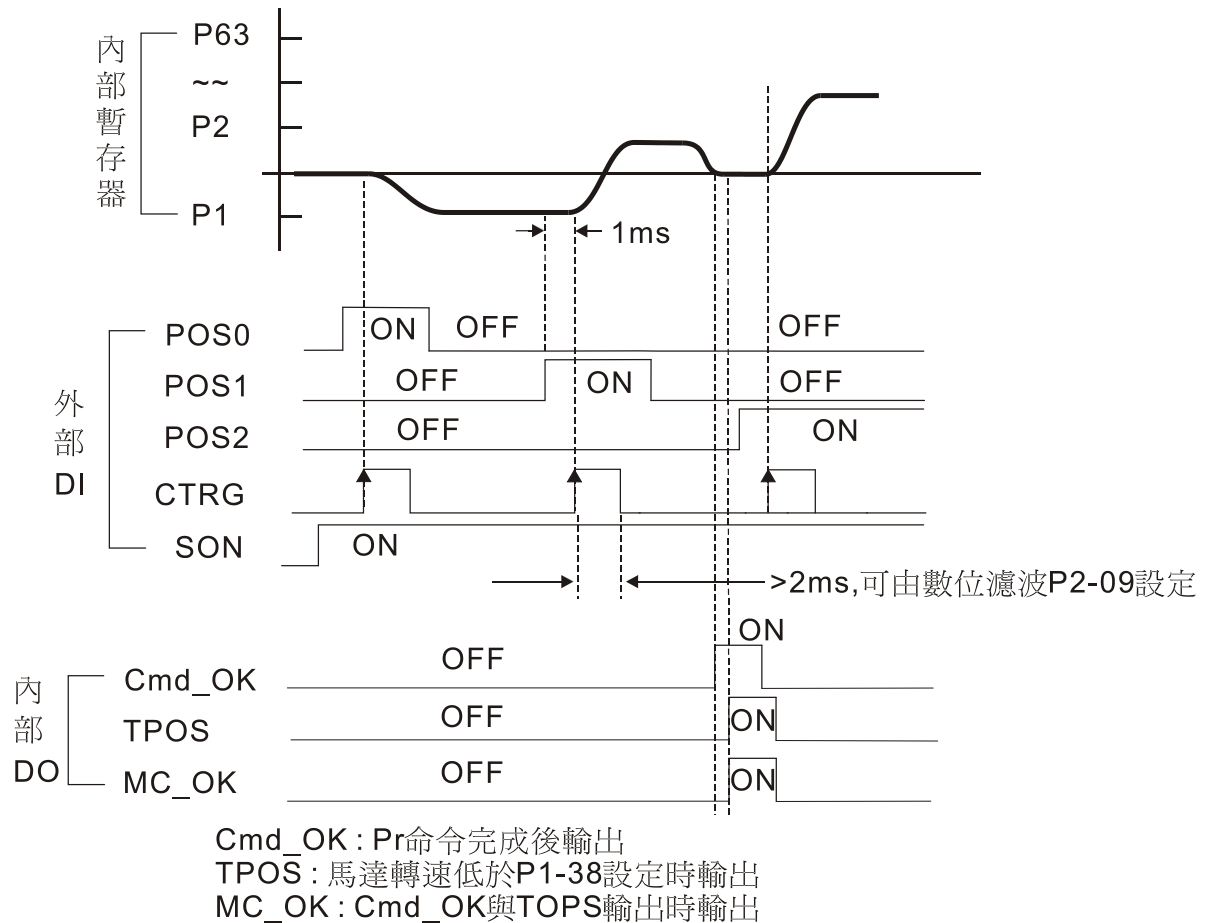 內部暫存器
P63
~~
P2
P1
1ms
外部DI
POS0 ON OFF OFF
POS1 OFF ON OFF
POS2 OFF ON
CTRG
SON ON
>2ms,可由數位濾波P2-09設定
內部DO
Cmd_OK OFF ON
TPOS OFF ON
MC_OK OFF ON
Cmd_OK : Pr命令完成後輸出
TPOS : 馬達轉速低於P1-38設定時輸出
MC_OK : Cmd_OK與TOPS輸出時輸出